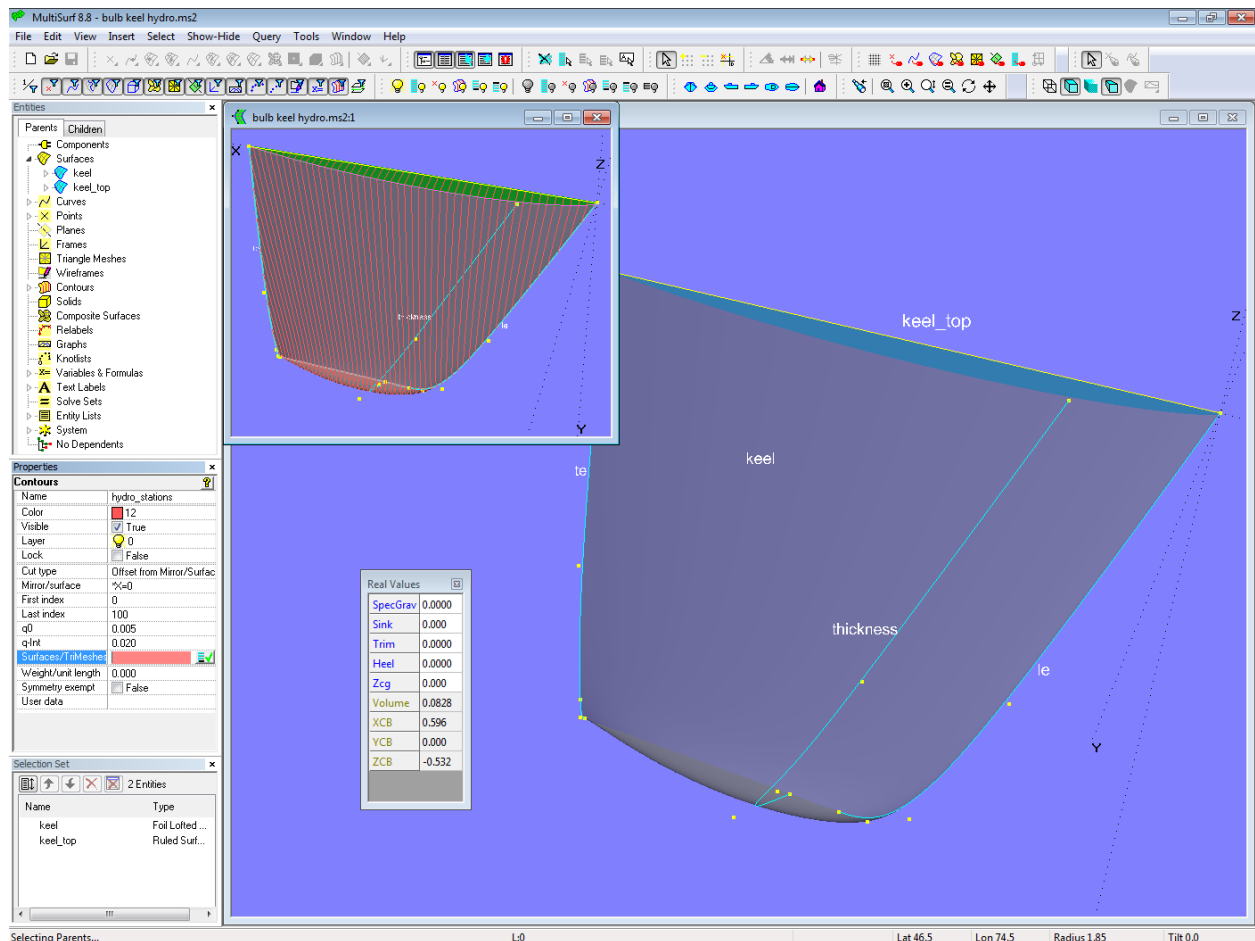 MultiSurf 8.8 - bulb keel hydro.ms2
File Edit View Insert Select Show-Hide Query Tools Window Help
Entities
Parents Children
Components
Surfaces
keel
keel_top
Curves
Points
Planes
Frames
Triangle Meshes
Wireframes
Contours
Solids
Composite Surfaces
Relabels
Graphs
Knotlists
Variables & Formulas
Text Labels
Solve Sets
Entity Lists
System
No Dependents
Properties
Contours
Name hydro_stations
Color 12
Visible True
Layer 0
Lock False
Cut type Offset from Mirror/Surfac
Mirror/surface *X=0
First index 0
Last index 100
q0 0.005
q-Int 0.020
Surfaces/TriMeshes
Weight/unit length 0.000
Symmetry exempt False
User data
Selection Set
2 Entities
Name Type
keel Foil Lofted ...
keel_top Ruled Surf...
bulb keel hydro.ms2:1
X
Z
thickness
le
Y
keel_top
Z
keel
te
thickness
le
Y
Real Values
SpecGrav 0.0000
Sink 0.000
Trim 0.0000
Heel 0.0000
Zcg 0.000
Volume 0.0828
XCB 0.596
YCB 0.000
ZCB -0.532
Selecting Parents... L:0 Lat 46.5 Lon 74.5 Radius 1.85 Tilt 0.0